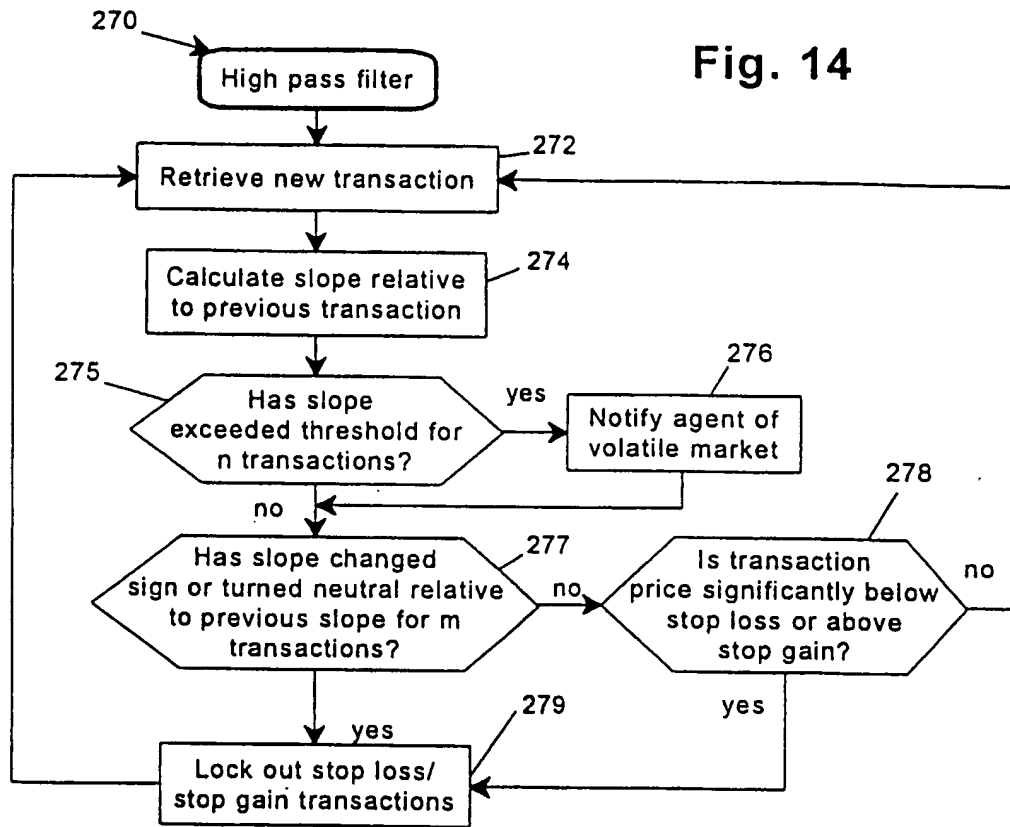 270
Fig. 14
High pass filter
272
Retrieve new transaction
274
Calculate slope relative
to previous transaction
275
Has slope
exceeded threshold for
n transactions?
yes
276
Notify agent of
volatile market
no
277
Has slope changed
sign or turned neutral relative
to previous slope for m
transactions?
no
278
Is transaction
price significantly below
stop loss or above
stop gain?
no
yes
yes
279
Lock out stop loss/
stop gain transactions